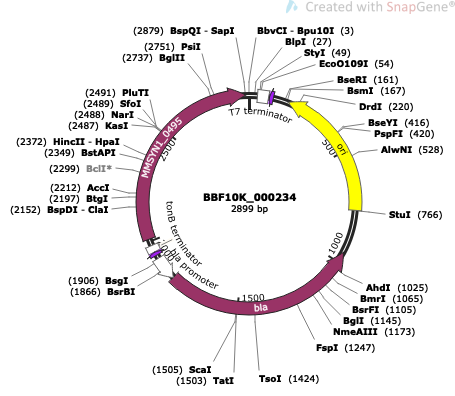 Created with SnapGene®
(2879) BspQI - SapI
BbvCI - Bpu10I (3)
(2751) PsiI
BlpI (27)
(2737) BglII
StyI (49)
EcoO109I (54)
BseRI (161)
BsmI (167)
DrdI (220)
BseYI (416)
PspFI (420)
AlwNI (528)
StuI (766)
(2491) PluTI
(2489) SfoI
(2488) NarI
(2487) KasI
(2372) HincII - HpaI
(2349) BstAPI
(2299) BclI*
(2212) AccI
(2197) BtgI
(2152) BspDI - ClaI
T7 terminator
MMSYN1_0495
2500
ori
500
BBF10K_000234
2899 bp
tonB terminator
bla promoter
1000
1500
bla
(1906) BsgI
(1866) BsrBI
AhdI (1025)
BmrI (1065)
BsrFI (1105)
BglI (1145)
NmeAIII (1173)
FspI (1247)
(1505) ScaI
(1503) TatI
TsoI (1424)